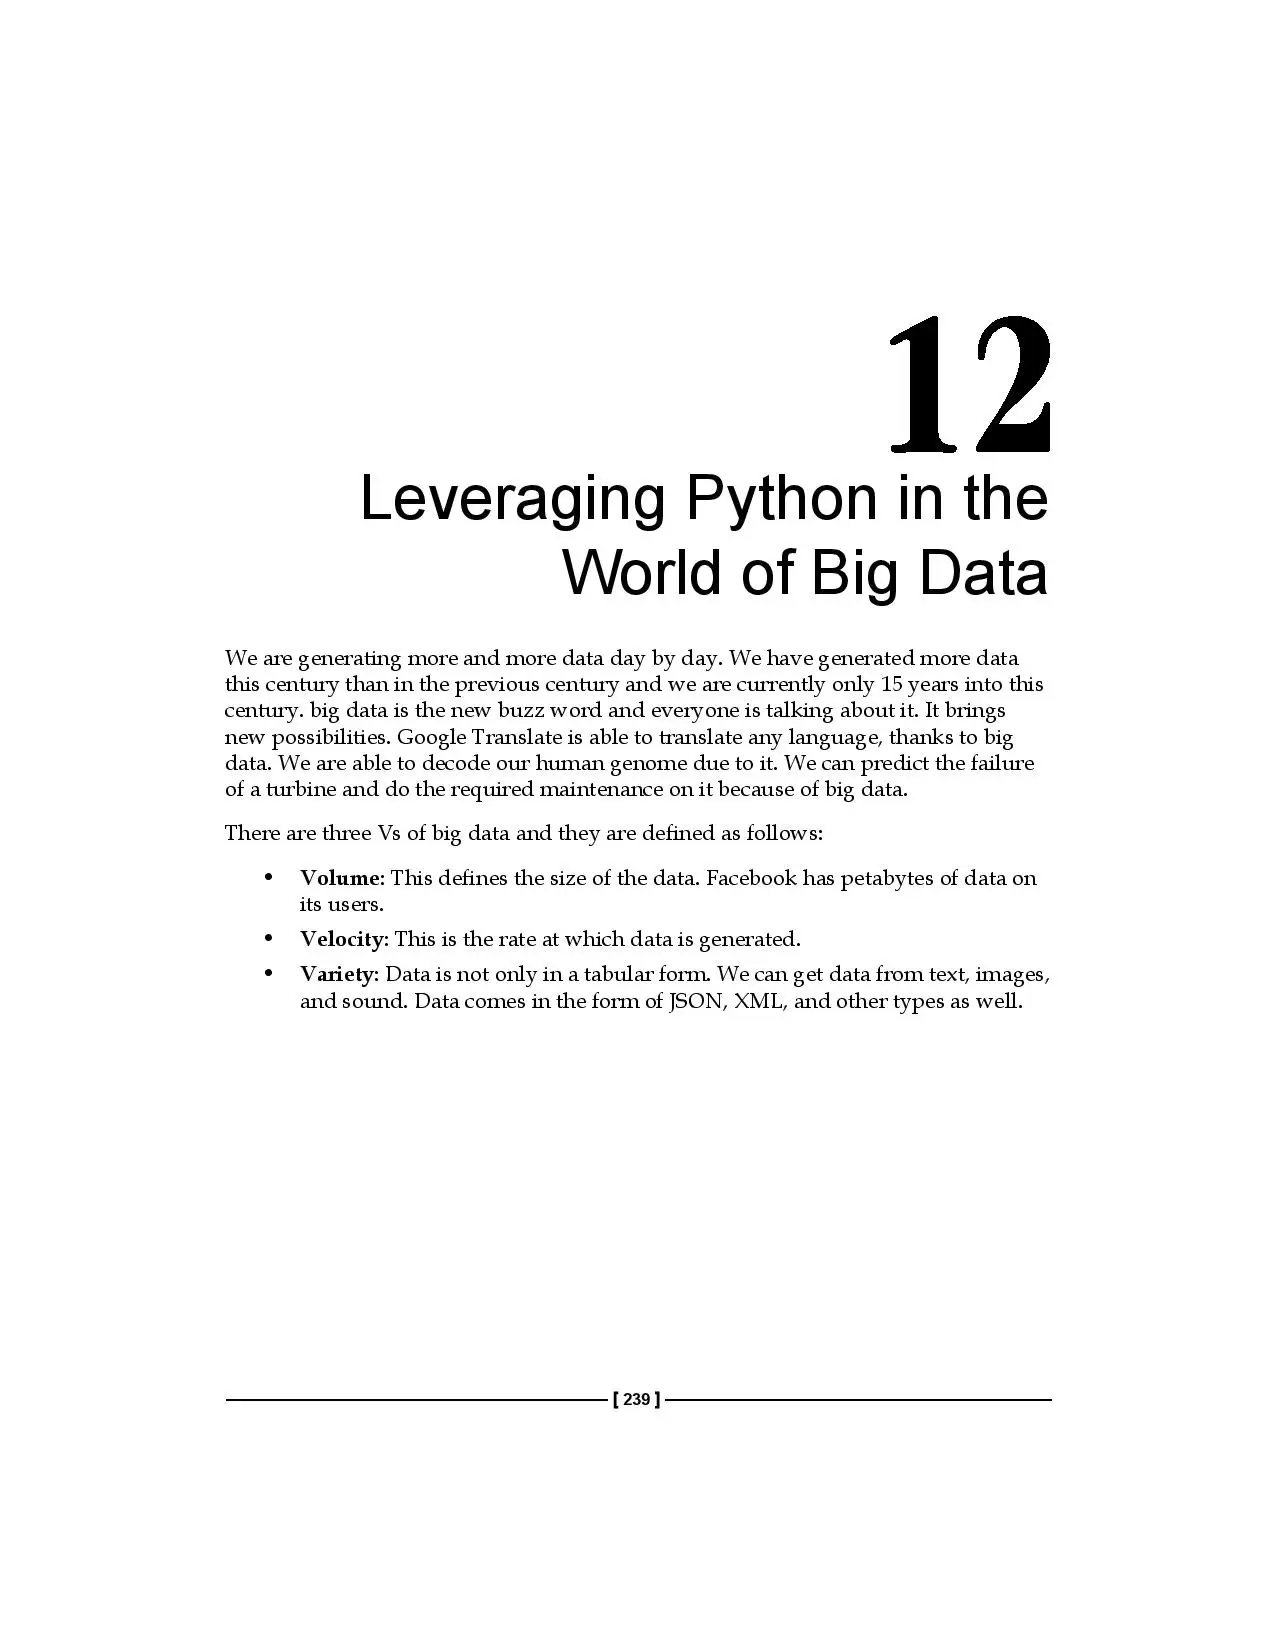 12
Leveraging Python in the
World of Big Data
We are generating more and more data day by day. We have generated more data
this century than in the previous century and we are currently only 15 years into this
century. big data is the new buzz word and everyone is talking about it. It brings
new possibilities. Google Translate is able to translate any language, thanks to big
data. We are able to decode our human genome due to it. We can predict the failure
of a turbine and do the required maintenance on it because of big data.
There are three Vs of big data and they are defined as follows:
• Volume: This defines the size of the data. Facebook has petabytes of data on
its users.
• Velocity: This is the rate at which data is generated.
• Variety: Data is not only in a tabular form. We can get data from text, images,
and sound. Data comes in the form of JSON, XML, and other types as well.
[ 239 ]